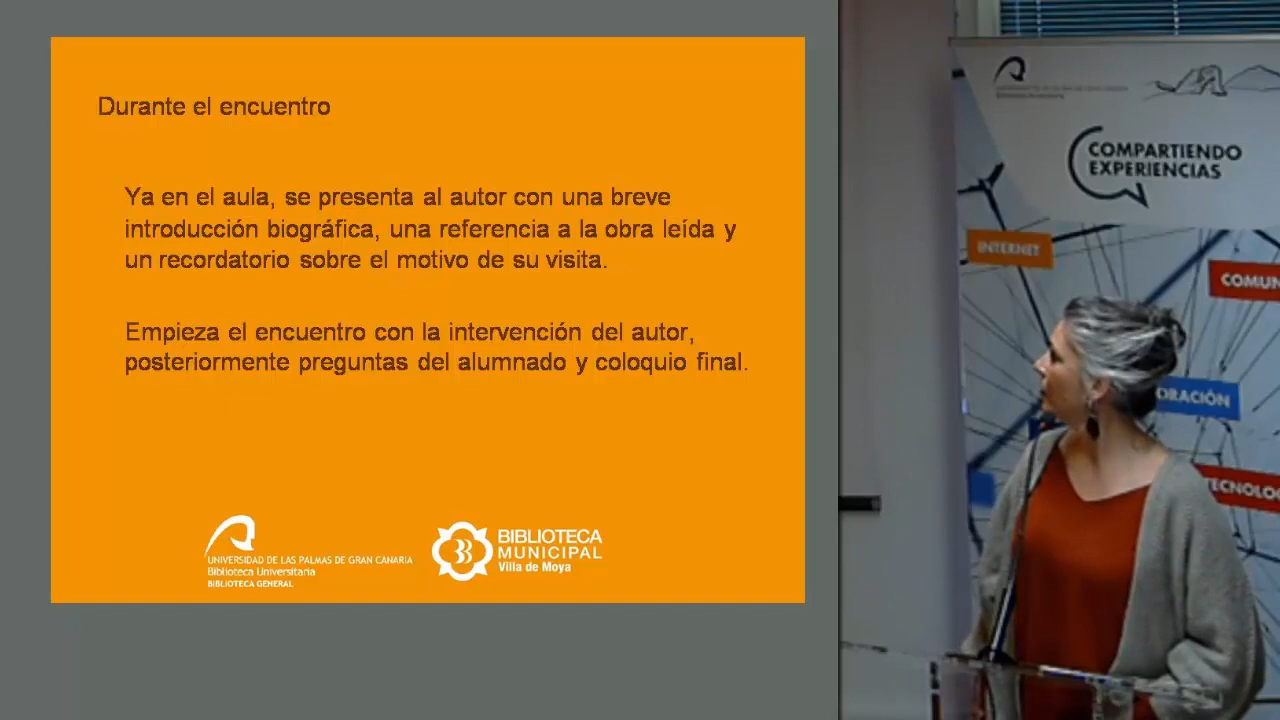 Durante el encuentro
Ya en el aula, se presenta al autor con una breve
introducción biográfica, una referencia a la obra leída y
un recordatorio sobre el motivo de su visita.
Empieza el encuentro con la intervención del autor,
posteriormente preguntas del alumnado y coloquio final.
UNIVERSIDAD DE LAS PALMAS DE GRAN CANARIA
Biblioteca Universitaria
BIBLIOTECA GENERAL
BIBLIOTECA
MUNICIPAL
Villa de Moya
COMPARTIENDO
EXPERIENCIAS
INTERNET
COMUN
ORACIÓN
TECNOLO